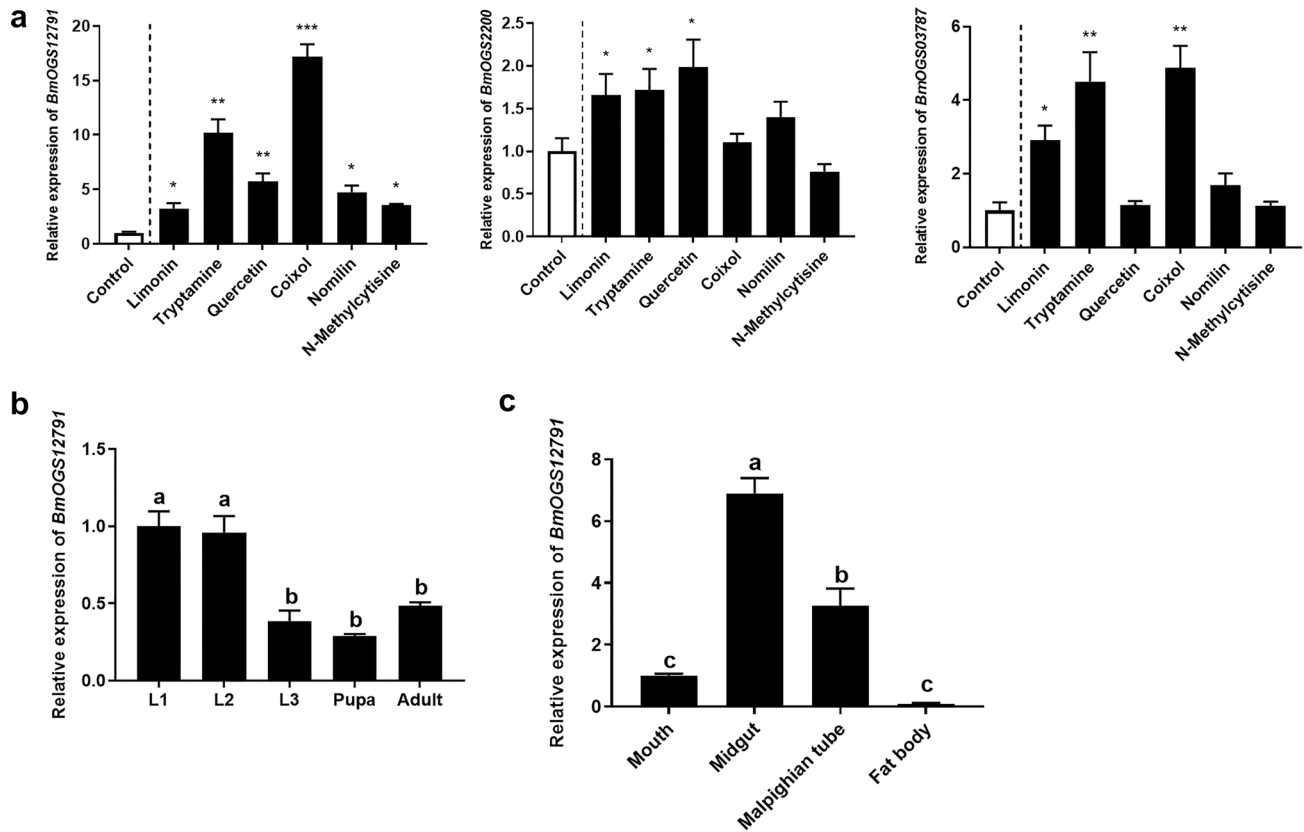 a
Relative expression of BmOGS12791
20
15
10
5
0
***
**
**
*
*
*
Control
Limonin
Tryptamine
Quercetin
Coixol
Nomilin
N-Methylcytisine
Relative expression of BmOGS2200
2.5
2.0
1.5
1.0
0.5
0.0
*
*
*
Control
Limonin
Tryptamine
Quercetin
Coixol
Nomilin
N-Methylcytisine
Relative expression of BmOGS03787
6
4
2
0
*
**
**
Control
Limonin
Tryptamine
Quercetin
Coixol
Nomilin
N-Methylcytisine
b
Relative expression of BmOGS12791
1.5
1.0
0.5
0.0
a
a
b
b
b
L1
L2
L3
Pupa
Adult
c
Relative expression of BmOGS12791
8
6
4
2
0
c
a
b
c
Mouth
Midgut
Malpighian tube
Fat body